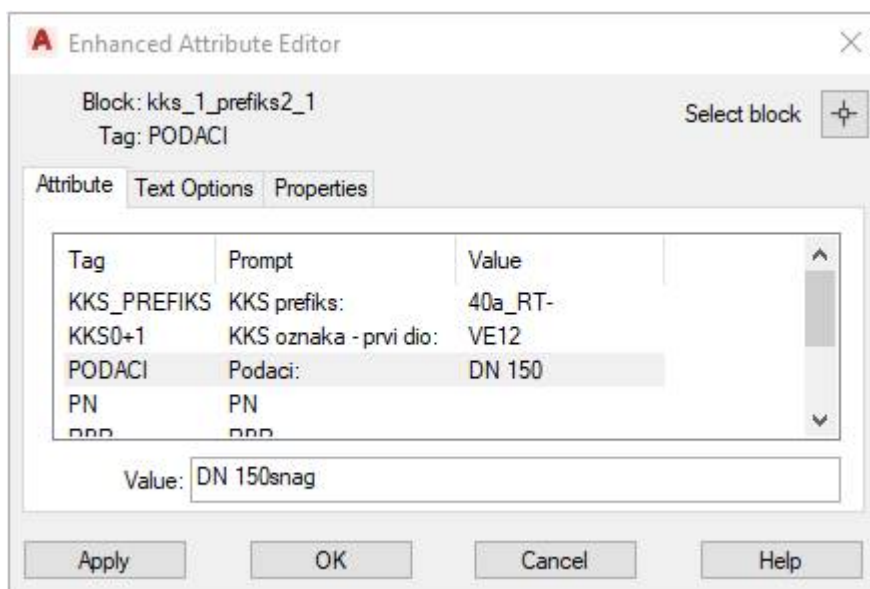 Enhanced Attribute Editor
Block: kks_1_prefiks2_1
Tag: PODACI
Select block
Attribute Text Options Properties
Tag Prompt Value
KKS_PREFIKS KKS prefiks: 40a_RT-
KKS0+1 KKS oznaka - prvi dio: VE12
PODACI Podaci: DN 150
PN PN
Value: DN 150snag
Apply OK Cancel Help